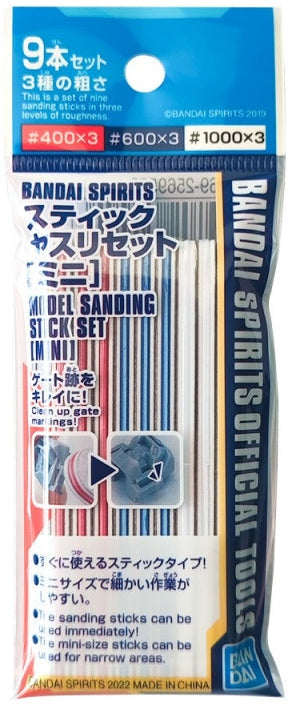 9本セット
3種の粗さ
This is a set of nine
sanding sticks in three
levels of roughness.
©BANDAI SPIRITS 2019
#400×3 #600×3 #1000×3
BANDAI SPIRITS
スティック
ヤスリセット
[ミニ]
MODEL SANDING
STICK SET
[MINI]
ゲート跡を
キレイに!
Clean up gate
markings!
●すぐに使えるスティックタイプ!
●ミニサイズで細かい作業が
しやすい。
●The sanding sticks can be
used immediately!
●The mini-size sticks can be
used for narrow areas.
BANDAI SPIRITS 2022 MADE IN CHINA
BANDAI SPIRITS OFFICIAL TOOLS
BAN
DAI